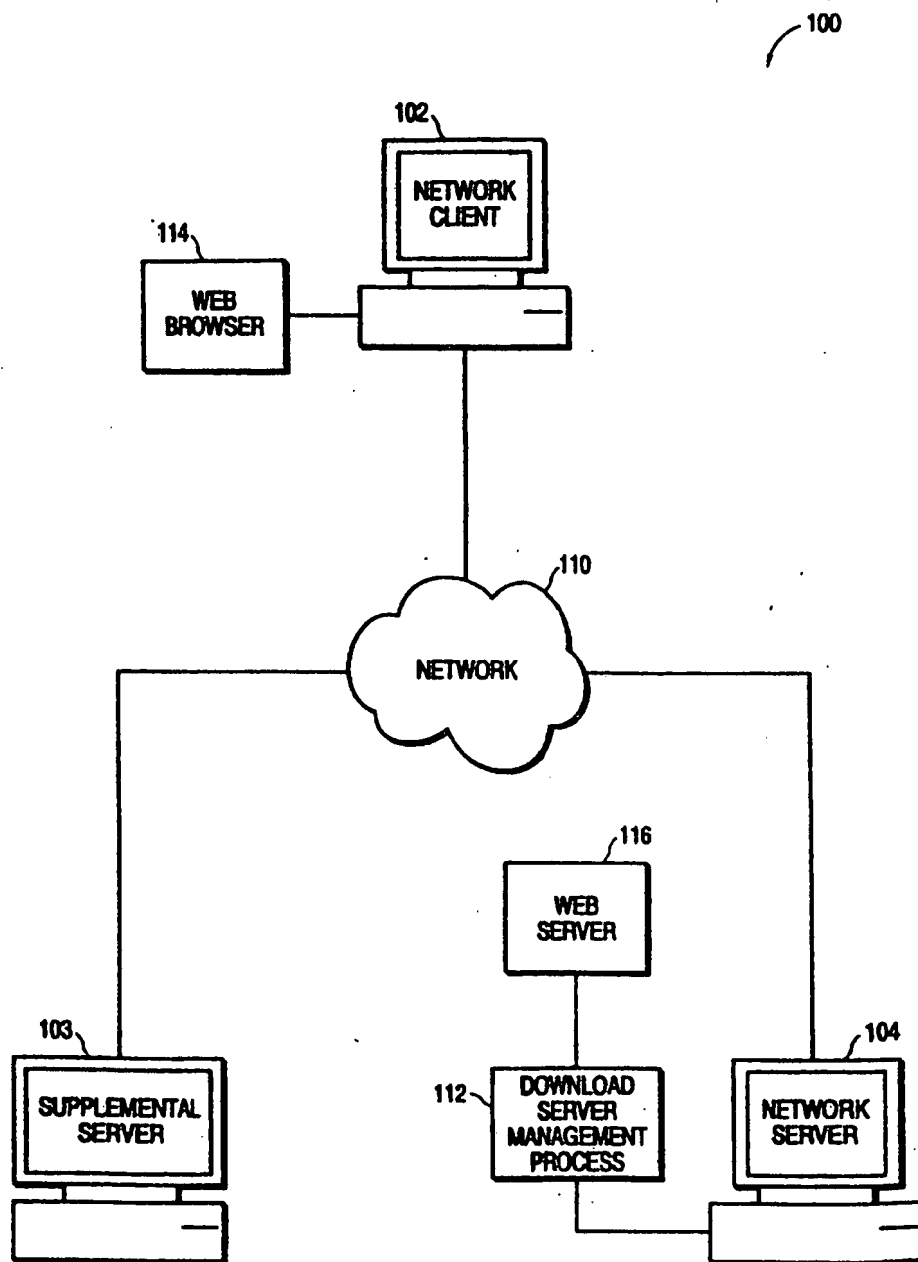 100
102
NETWORK
CLIENT
114
WEB
BROWSER
110
NETWORK
116
WEB
SERVER
103
SUPPLEMENTAL
SERVER
112
DOWNLOAD
SERVER
MANAGEMENT
PROCESS
104
NETWORK
SERVER